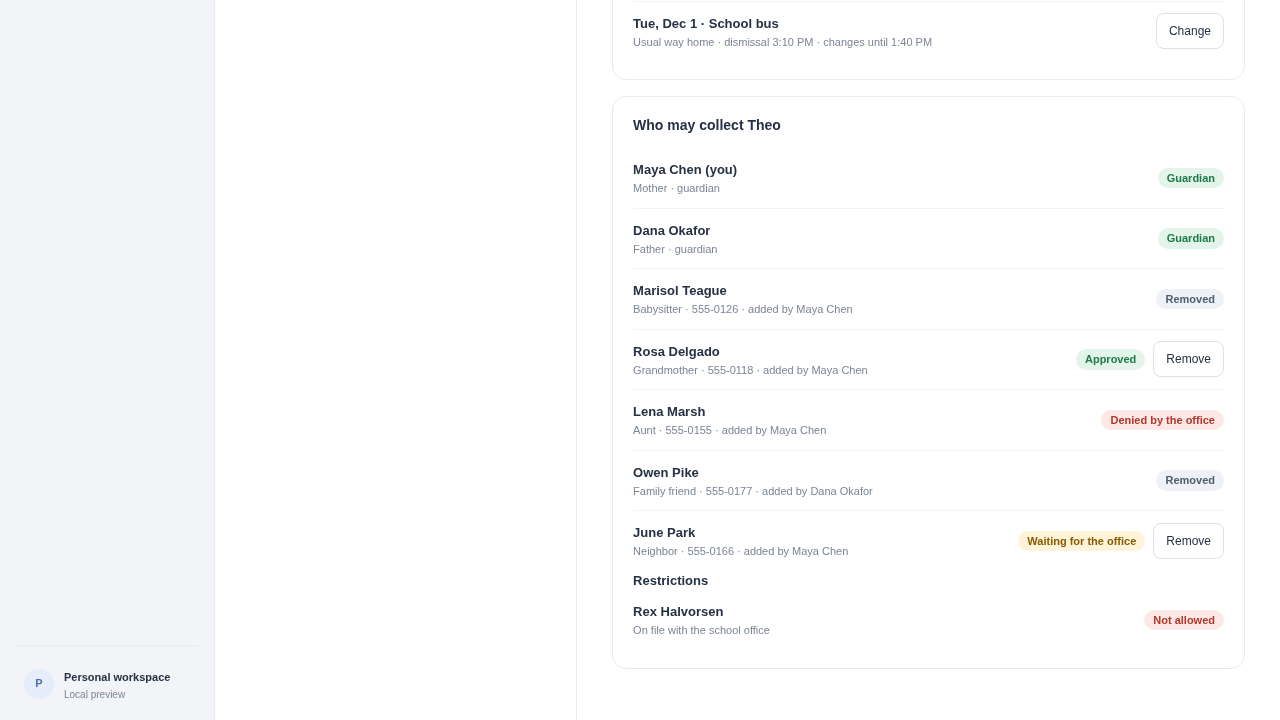 Tue, Dec 1 · School bus
Usual way home · dismissal 3:10 PM · changes until 1:40 PM
Change
Who may collect Theo
Maya Chen (you)
Mother · guardian
Guardian
Dana Okafor
Father · guardian
Guardian
Marisol Teague
Babysitter · 555-0126 · added by Maya Chen
Removed
Rosa Delgado
Grandmother · 555-0118 · added by Maya Chen
Approved
Remove
Lena Marsh
Aunt · 555-0155 · added by Maya Chen
Denied by the office
Owen Pike
Family friend · 555-0177 · added by Dana Okafor
Removed
June Park
Neighbor · 555-0166 · added by Maya Chen
Waiting for the office
Remove
Restrictions
Rex Halvorsen
On file with the school office
Not allowed
P
Personal workspace
Local preview